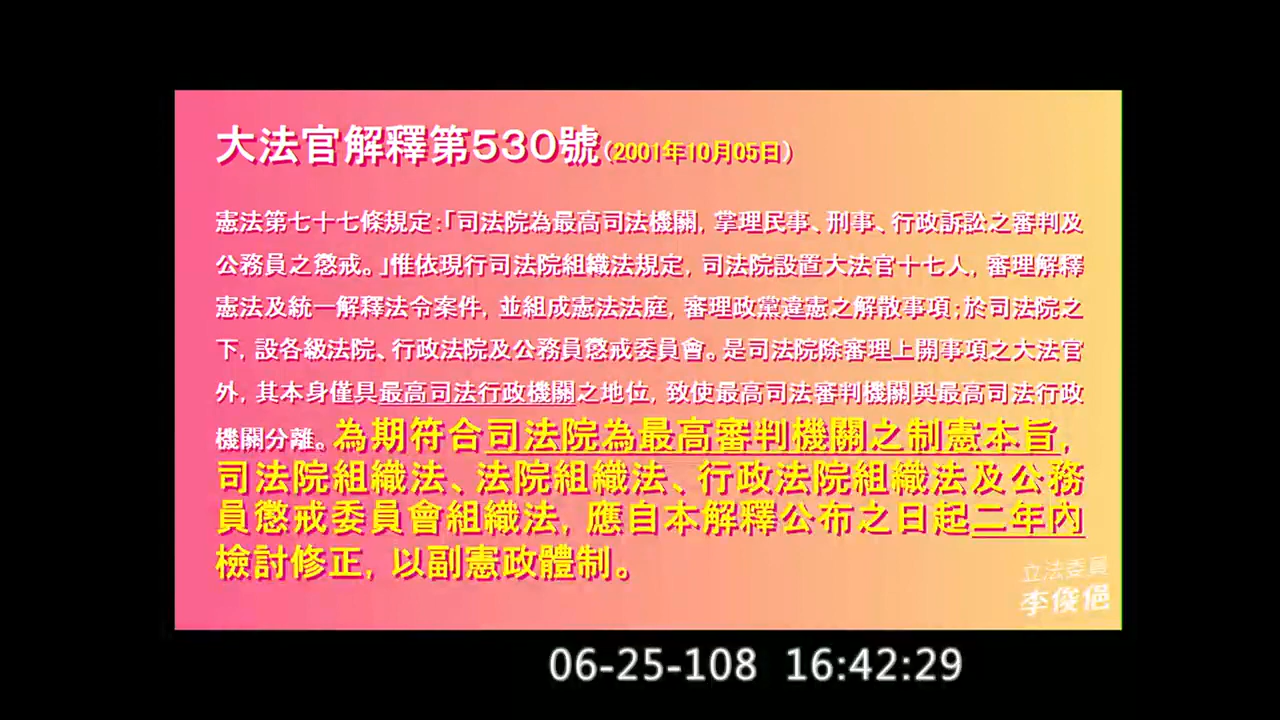 大法官解釋第530號(2001年10月05日)
憲法第七十七條規定:「司法院為最高司法機關,掌理民事、刑事、行政訴訟之審判及
公務員之懲戒。」惟依現行司法院組織法規定,司法院設置大法官十七人,審理解釋
憲法及統一解釋法令案件,並組成憲法法庭,審理政黨違憲之解散事項;於司法院之
下,設各級法院、行政法院及公務員懲戒委員會。是司法院除審理上開事項之大法官
外,其本身僅具最高司法行政機關之地位,致使最高司法審判機關與最高司法行政
機關分離。為期符合司法院為最高審判機關之制憲本旨,
司法院組織法、法院組織法、行政法院組織法及公務
員懲戒委員會組織法,應自本解釋公布之日起二年內
檢討修正,以副憲政體制。
立法委員
李俊俋
06-25-108 16:42:29